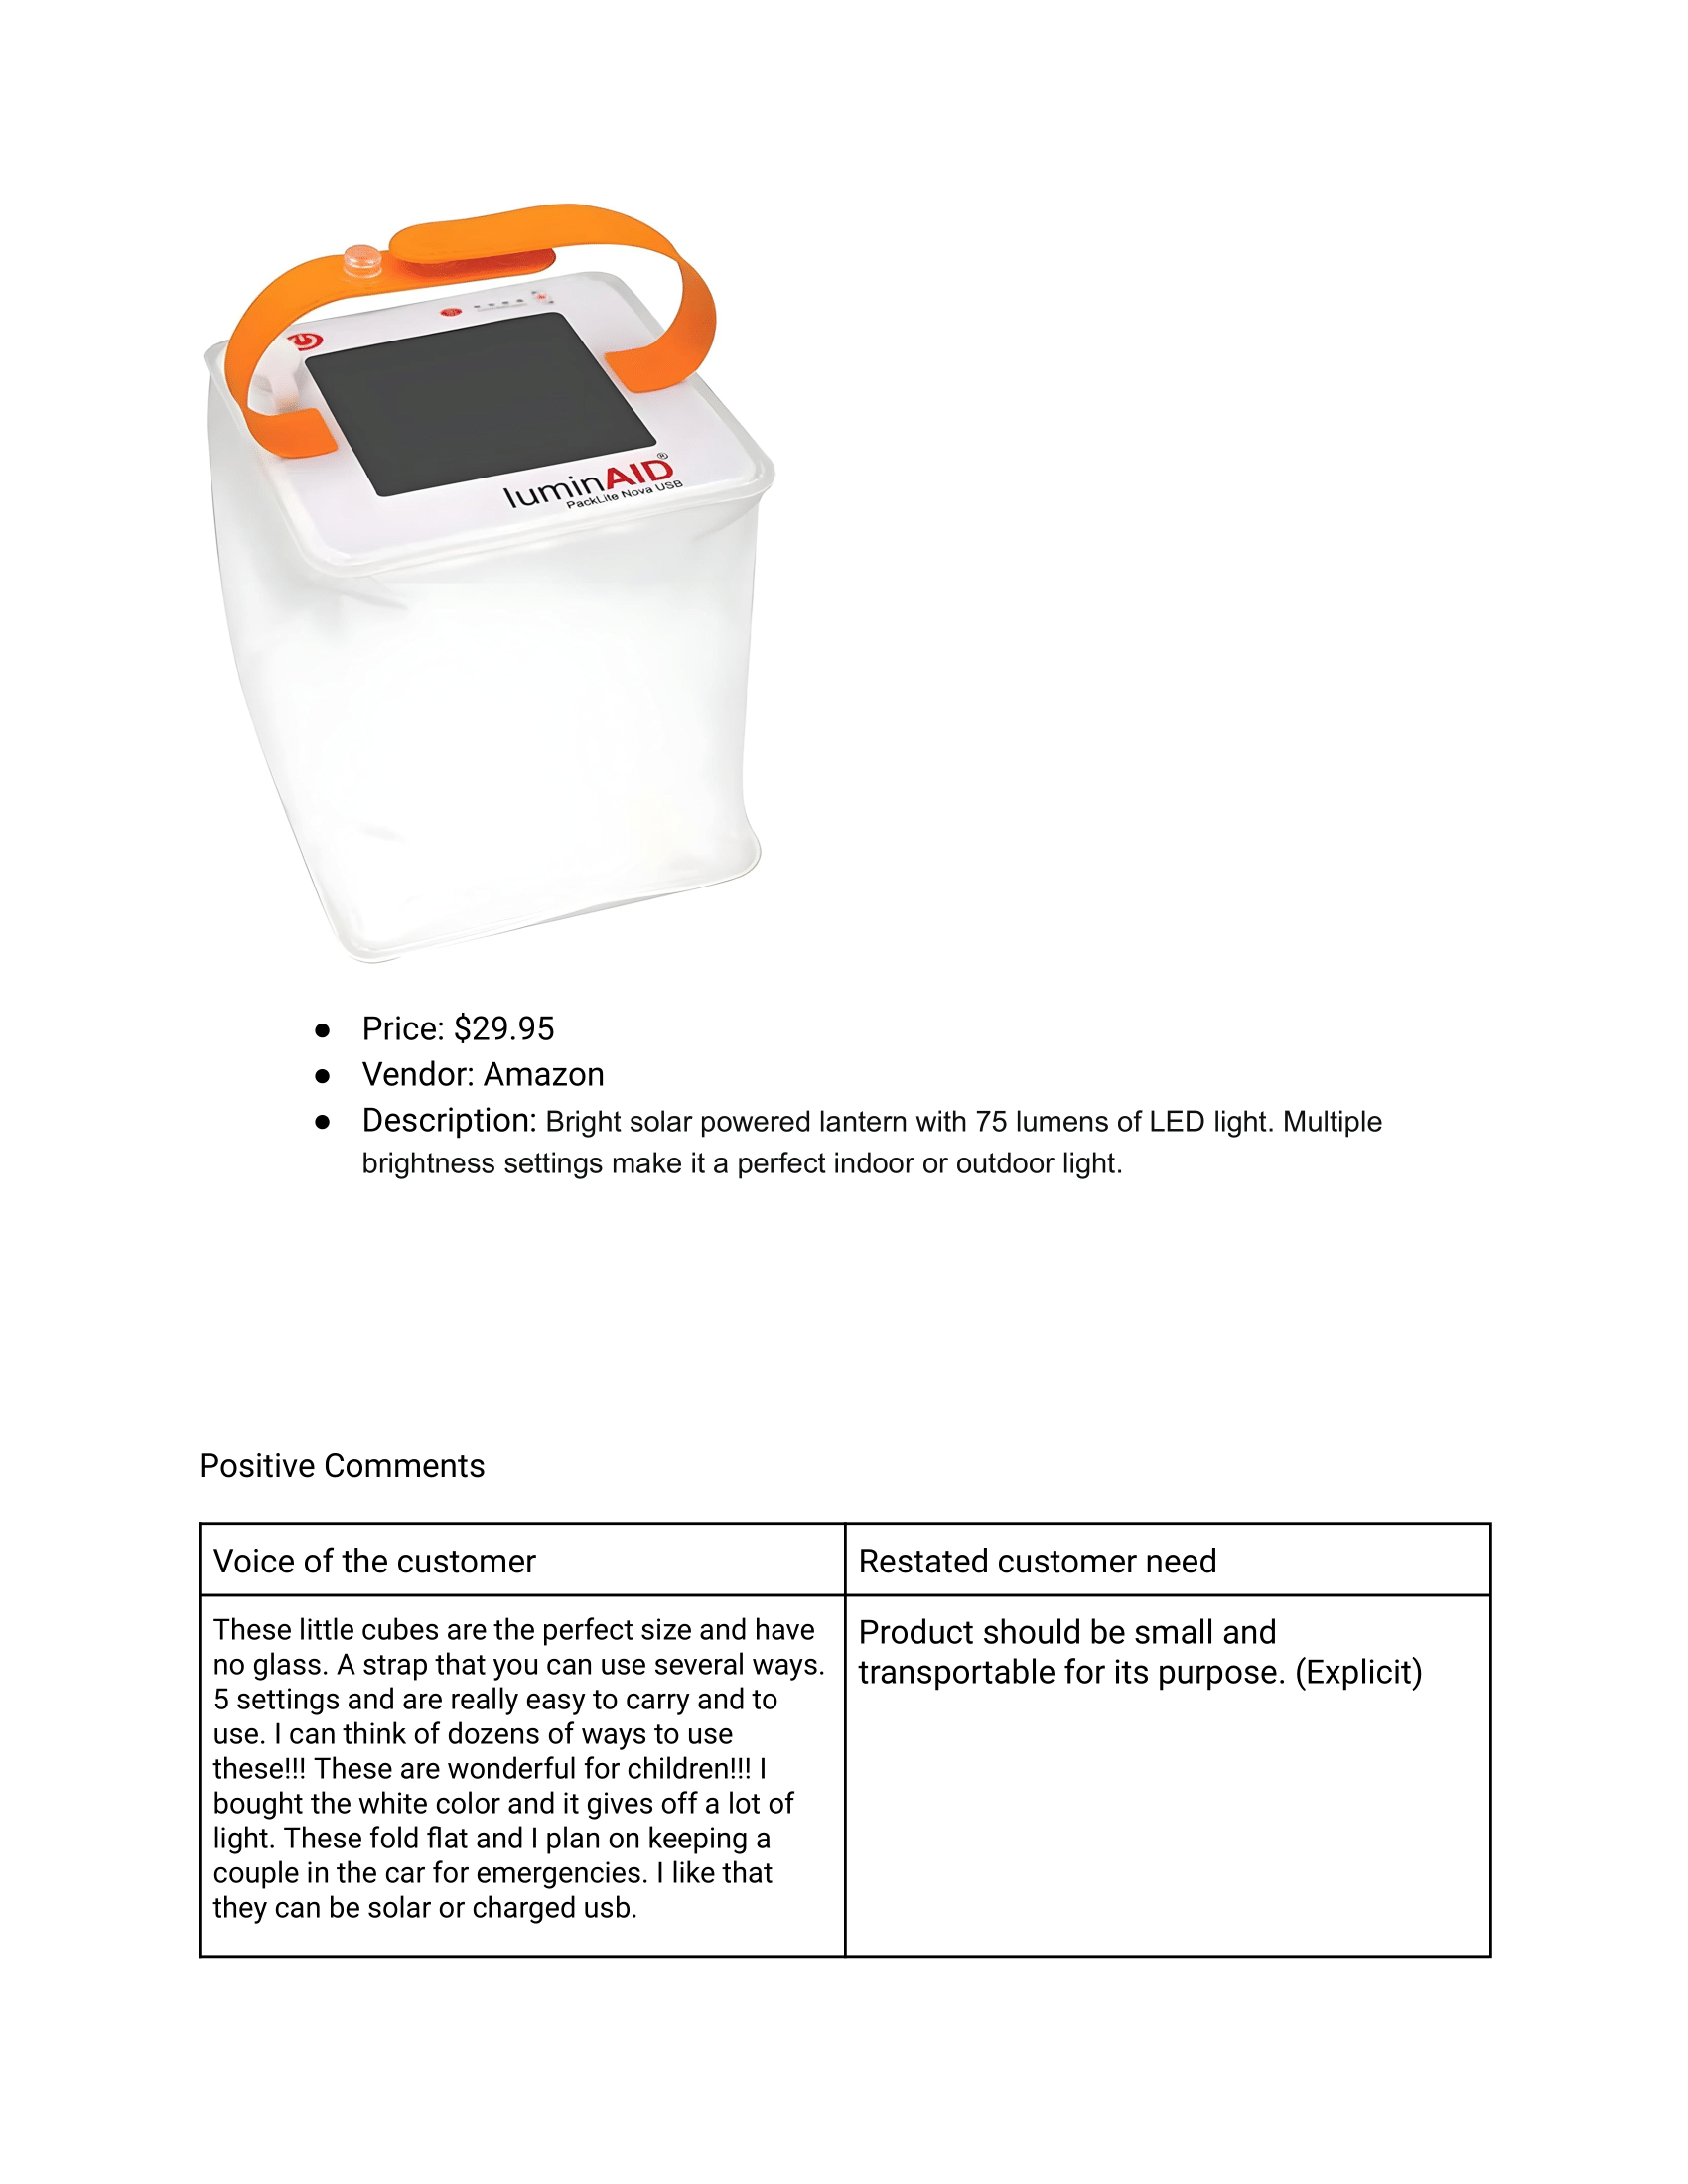 luminAID®
PackLite Nova USB
● Price: $29.95
● Vendor: Amazon
● Description: Bright solar powered lantern with 75 lumens of LED light. Multiple
brightness settings make it a perfect indoor or outdoor light.
Positive Comments
Voice of the customer
Restated customer need
These little cubes are the perfect size and have
no glass. A strap that you can use several ways.
5 settings and are really easy to carry and to
use. I can think of dozens of ways to use
these!!! These are wonderful for children!!! I
bought the white color and it gives off a lot of
light. These fold flat and I plan on keeping a
couple in the car for emergencies. I like that
they can be solar or charged usb.
Product should be small and
transportable for its purpose. (Explicit)